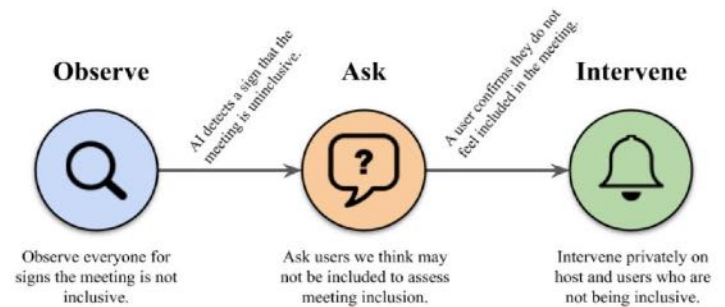 Observe
AI detects a sign that the
meeting is uninclusive.
Ask
A user confirms they do not
feel included in the meeting.
Intervene
?
Observe everyone for
signs the meeting is not
inclusive.
Ask users we think may
not be included to assess
meeting inclusion.
Intervene privately on
host and users who are
not being inclusive.